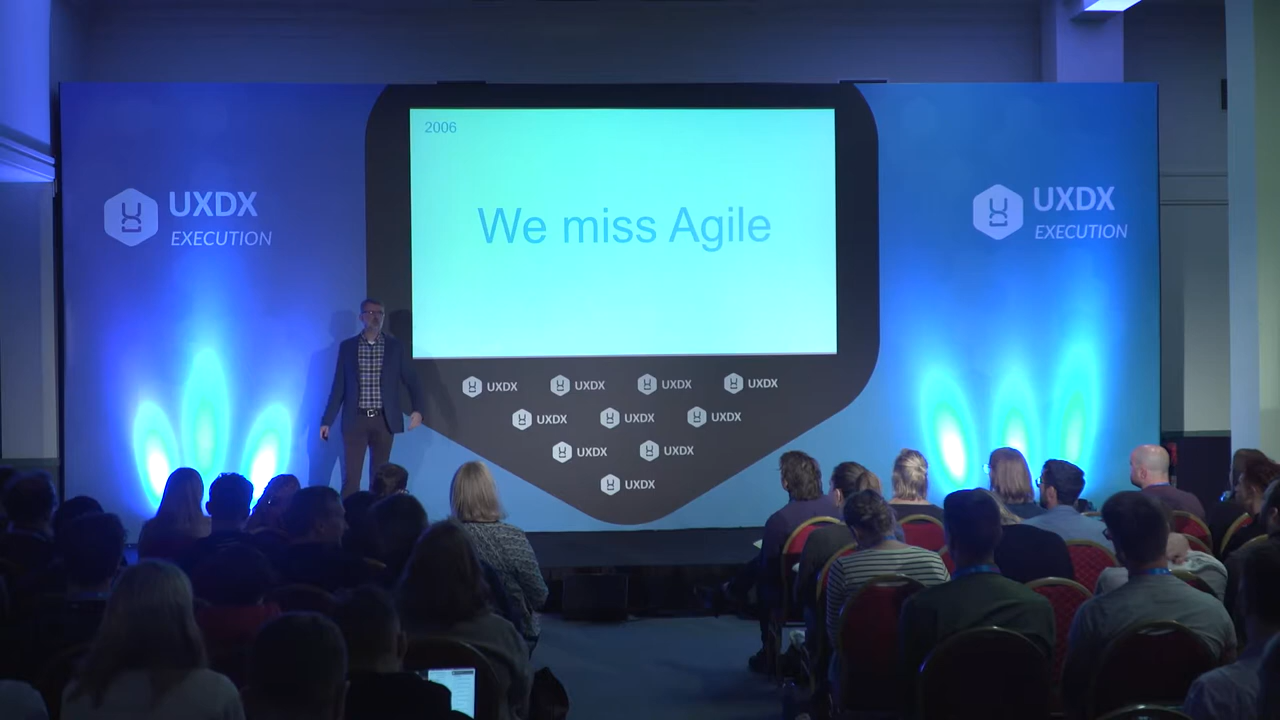 2006
We miss Agile
UXDX
EXECUTION
UXDX
EXECUTION
UXDX UXDX UXDX UXDX
UXDX UXDX UXDX
UXDX UXDX
UXDX